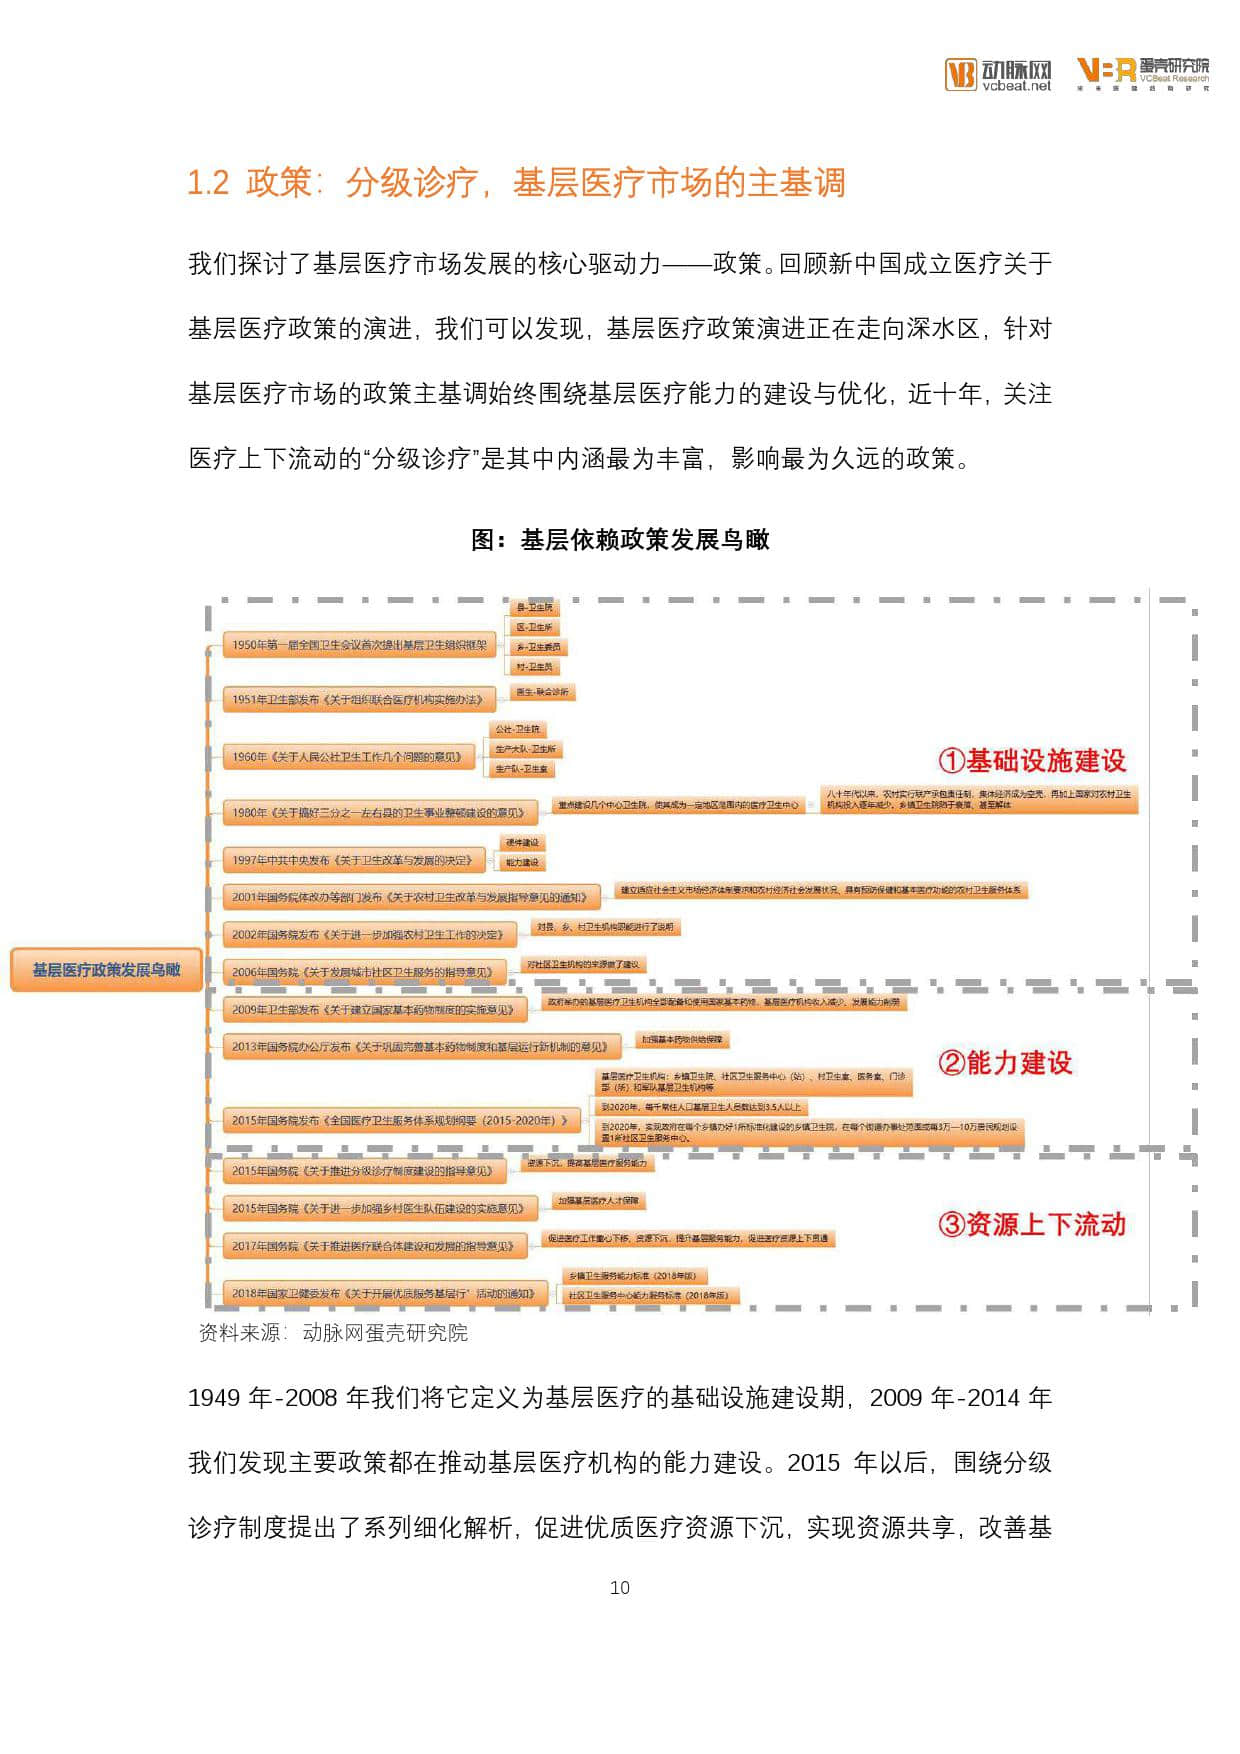 动脉网
vcbeat.net
VBR 蛋壳研究院
VCBeat Research
未来医健战略研究
1.2 政策：分级诊疗，基层医疗市场的主基调
我们探讨了基层医疗市场发展的核心驱动力——政策。回顾新中国成立医疗关于
基层医疗政策的演进，我们可以发现，基层医疗政策演进正在走向深水区，针对
基层医疗市场的政策主基调始终围绕基层医疗能力的建设与优化，近十年，关注
医疗上下流动的“分级诊疗”是其中内涵最为丰富，影响最为久远的政策。
图：基层依赖政策发展鸟瞰
基层医疗政策发展鸟瞰
1950年第一届全国卫生会议首次提出基层卫生组织框架
县-卫生院
区-卫生所
乡-卫生委员
村-卫生员
1951年卫生部发布《关于组织联合医疗机构实施办法》
医生-联合诊所
1960年《关于人民公社卫生工作几个问题的意见》
公社-卫生院
生产大队-卫生所
生产队-卫生室
①基础设施建设
1980年《关于搞好三分之一左右县的卫生事业整顿建设的意见》
重点建设几个中心卫生院，使其成为一定地区范围内的医疗卫生中心
八十年代以来，农村实行联产承包责任制，集体经济成为空壳，再加上国家对农村卫生
机构投入逐年减少，乡镇卫生院陷于衰落、甚至解体
1997年中共中央发布《关于卫生改革与发展的决定》
硬件建设
能力建设
2001年国务院体改办等部门发布《关于农村卫生改革与发展指导意见的通知》
建立适应社会主义市场经济体制要求和农村经济社会发展状况、具有预防保健和基本医疗功能的农村卫生服务体系
2002年国务院发布《关于进一步加强农村卫生工作的决定》
对县、乡、村卫生机构职能进行了说明
2006年国务院《关于发展城市社区卫生服务的指导意见》
对社区卫生机构的来源做了建议
2009年卫生部发布《关于建立国家基本药物制度的实施意见》
政府举办的基层医疗卫生机构全部配备和使用国家基本药物，基层医疗机构收入减少，发展能力削弱
2013年国务院办公厅发布《关于巩固完善基本药物制度和基层运行新机制的意见》
加强基本药物供给保障
②能力建设
2015年国务院发布《全国医疗卫生服务体系规划纲要（2015-2020年）》
基层医疗卫生机构：乡镇卫生院、社区卫生服务中心（站）、村卫生室、医务室、门诊
部（所）和军队基层卫生机构等
到2020年，每千常住人口基层卫生人员数达到3.5人以上
到2020年，实现政府在每个乡镇办好1所标准化建设的乡镇卫生院，在每个街道办事处范围或每3万—10万居民规划设
置1所社区卫生服务中心。
2015年国务院《关于推进分级诊疗制度建设的指导意见》
资源下沉，提高基层医疗服务能力
2015年国务院《关于进一步加强乡村医生队伍建设的实施意见》
加强基层医疗人才保障
③资源上下流动
2017年国务院《关于推进医疗联合体建设和发展的指导意见》
促进医疗工作重心下移，资源下沉，提升基层服务能力，促进医疗资源上下贯通
2018年国家卫健委发布《关于开展优质服务基层行”活动的通知》
乡镇卫生服务能力标准（2018年版）
社区卫生服务中心能力服务标准（2018年版）
资料来源：动脉网蛋壳研究院
1949 年-2008 年我们将它定义为基层医疗的基础设施建设期，2009 年-2014 年
我们发现主要政策都在推动基层医疗机构的能力建设。2015 年以后，围绕分级
诊疗制度提出了系列细化解析，促进优质医疗资源下沉，实现资源共享，改善基
10